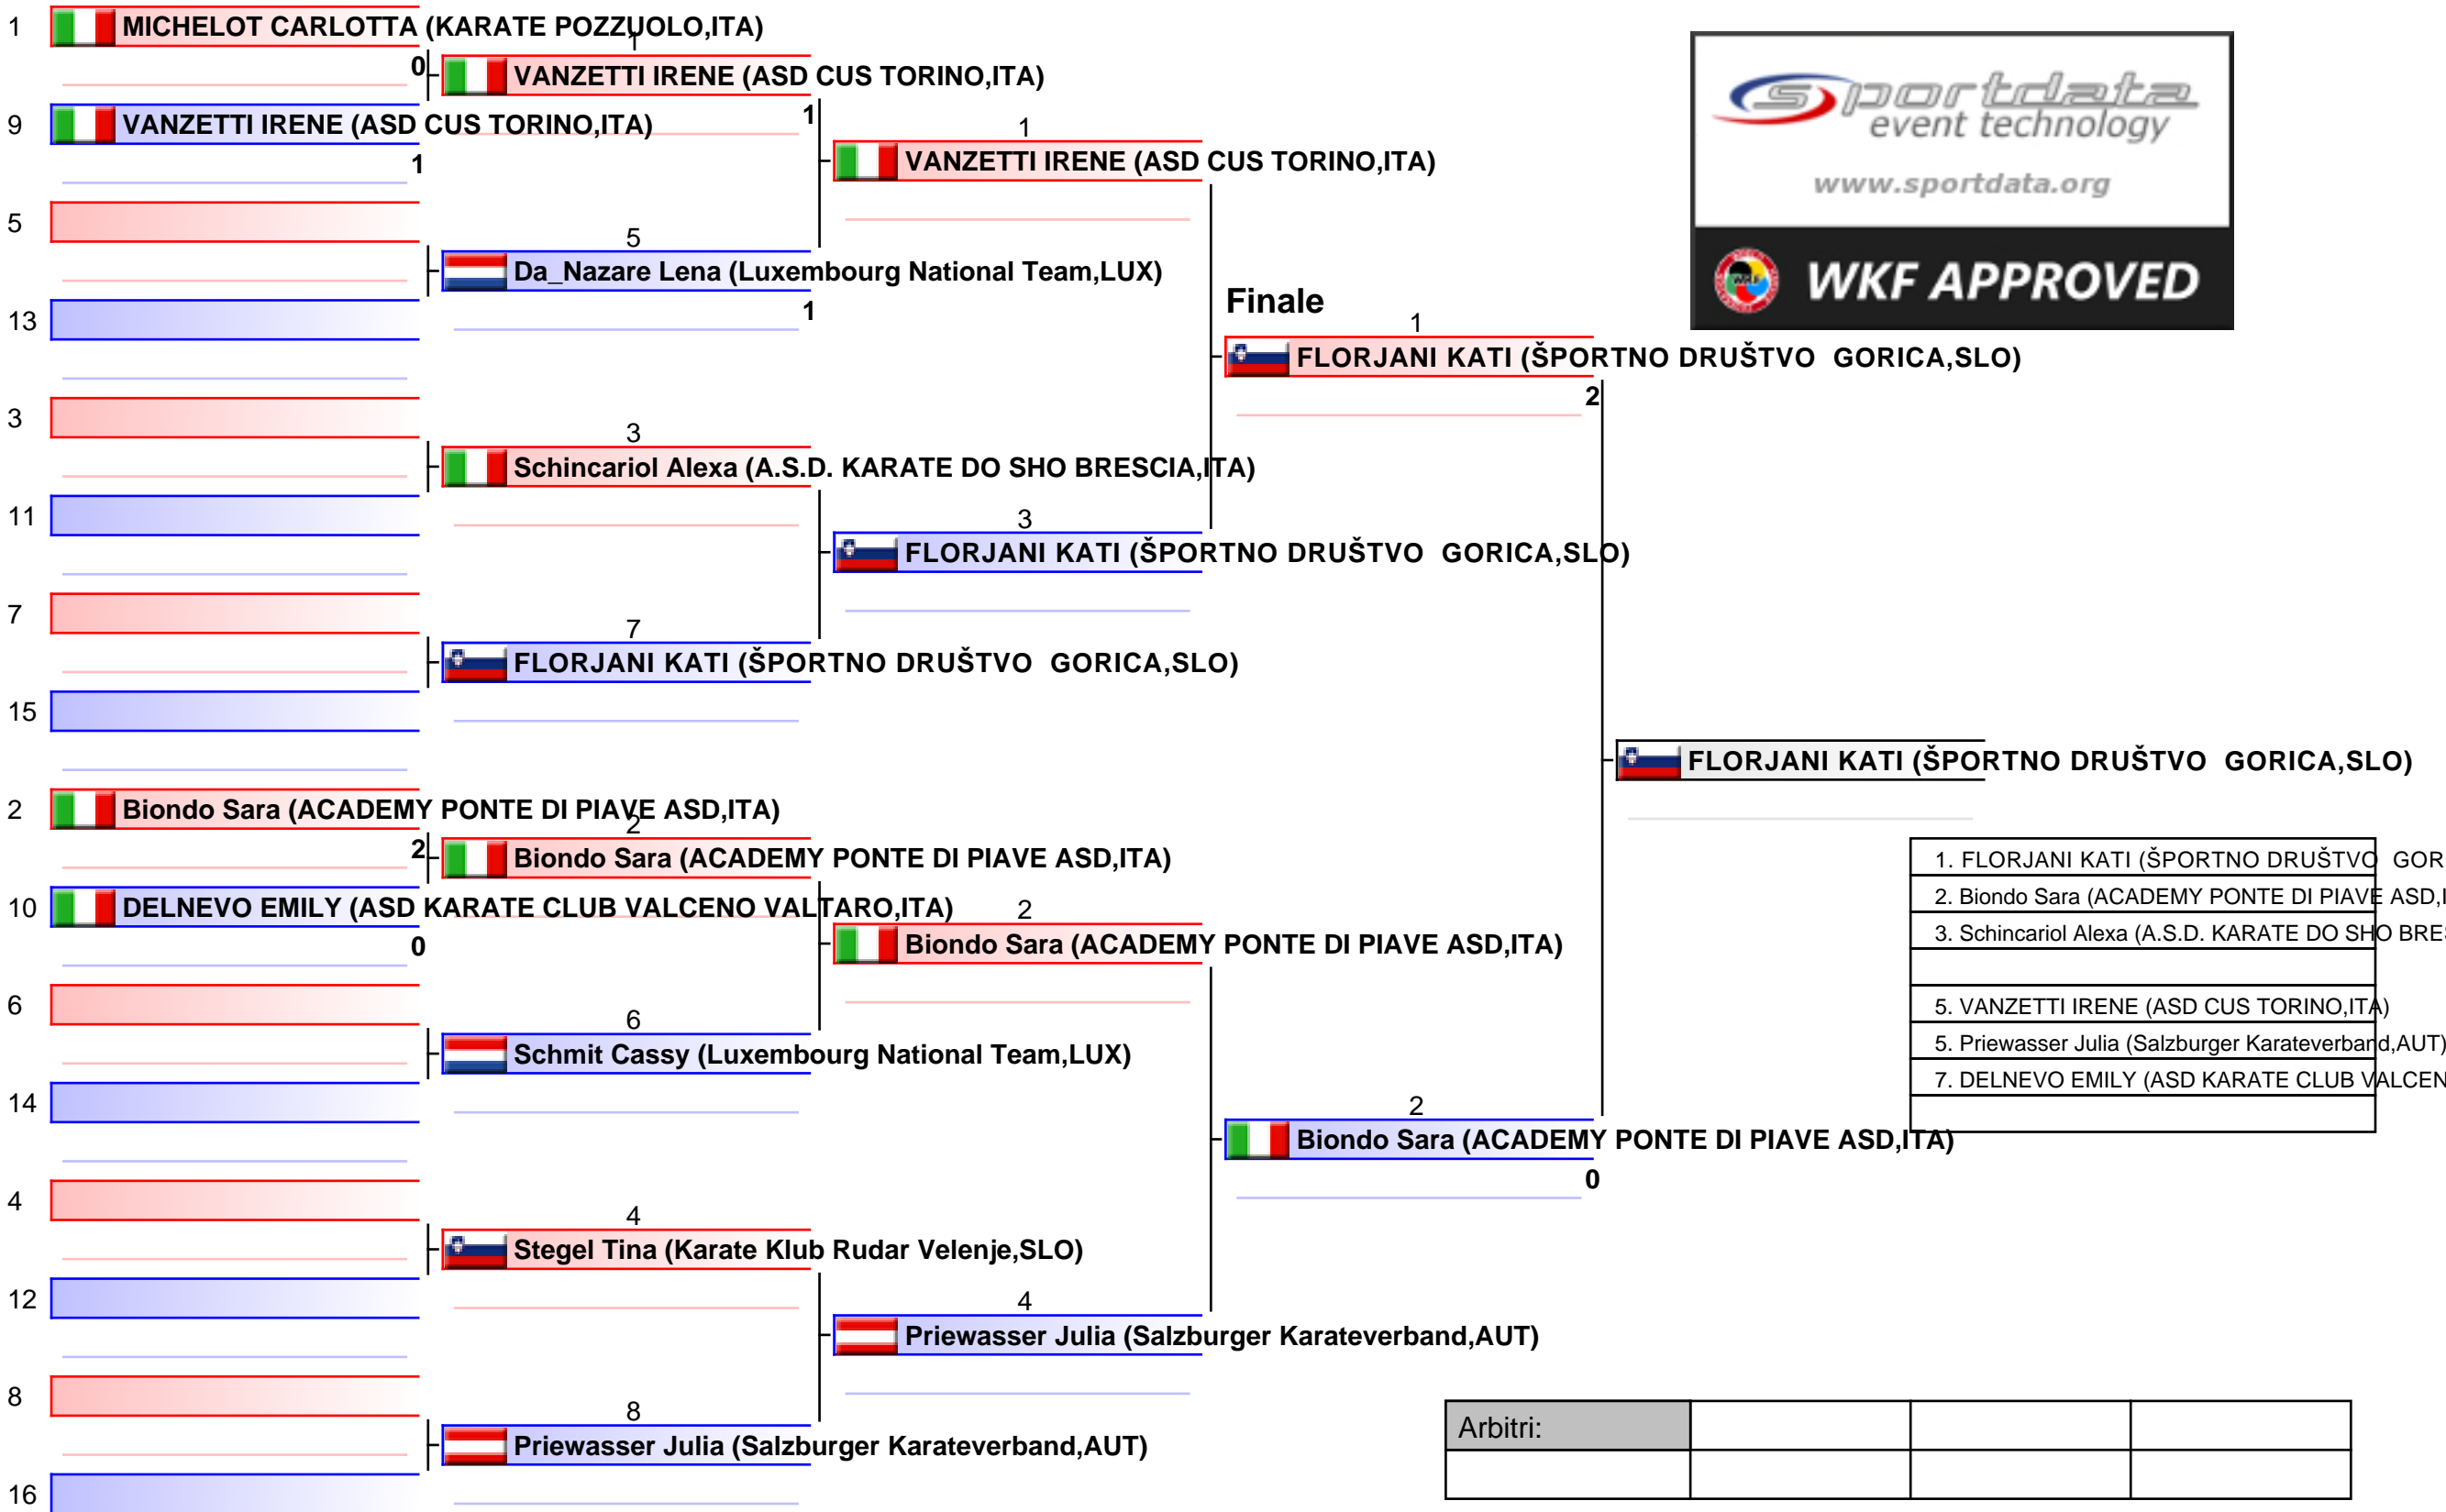 1 MICHELOT CARLOTTA (KARATE POZZUOLO,ITA)
0
9 VANZETTI IRENE (ASD CUS TORINO,ITA)
1
5
13
3
11
7
15
2 Biondo Sara (ACADEMY PONTE DI PIAVE ASD,ITA)
2
10 DELNEVO EMILY (ASD KARATE CLUB VALCENO VALTARO,ITA)
0
6
14
4
12
8
16
1
VANZETTI IRENE (ASD CUS TORINO,ITA)
1
5
Da_Nazare Lena (Luxembourg National Team,LUX)
1
3
Schincariol Alexa (A.S.D. KARATE DO SHO BRESCIA,ITA)
7
FLORJANI KATI (ŠPORTNO DRUŠTVO GORICA,SLO)
2
Biondo Sara (ACADEMY PONTE DI PIAVE ASD,ITA)
6
Schmit Cassy (Luxembourg National Team,LUX)
4
Stegel Tina (Karate Klub Rudar Velenje,SLO)
8
Priewasser Julia (Salzburger Karateverband,AUT)
1
VANZETTI IRENE (ASD CUS TORINO,ITA)
3
FLORJANI KATI (ŠPORTNO DRUŠTVO GORICA,SLO)
2
Biondo Sara (ACADEMY PONTE DI PIAVE ASD,ITA)
4
Priewasser Julia (Salzburger Karateverband,AUT)
Finale
1
FLORJANI KATI (ŠPORTNO DRUŠTVO GORICA,SLO)
2
2
Biondo Sara (ACADEMY PONTE DI PIAVE ASD,ITA)
0
FLORJANI KATI (ŠPORTNO DRUŠTVO GORICA,SLO)
sportdata
event technology
www.sportdata.org
WKF APPROVED
1. FLORJANI KATI (ŠPORTNO DRUŠTVO GOR
2. Biondo Sara (ACADEMY PONTE DI PIAVE ASD,I
3. Schincariol Alexa (A.S.D. KARATE DO SHO BRE
5. VANZETTI IRENE (ASD CUS TORINO,ITA)
5. Priewasser Julia (Salzburger Karateverband,AUT)
7. DELNEVO EMILY (ASD KARATE CLUB VALCEN
Arbitri: